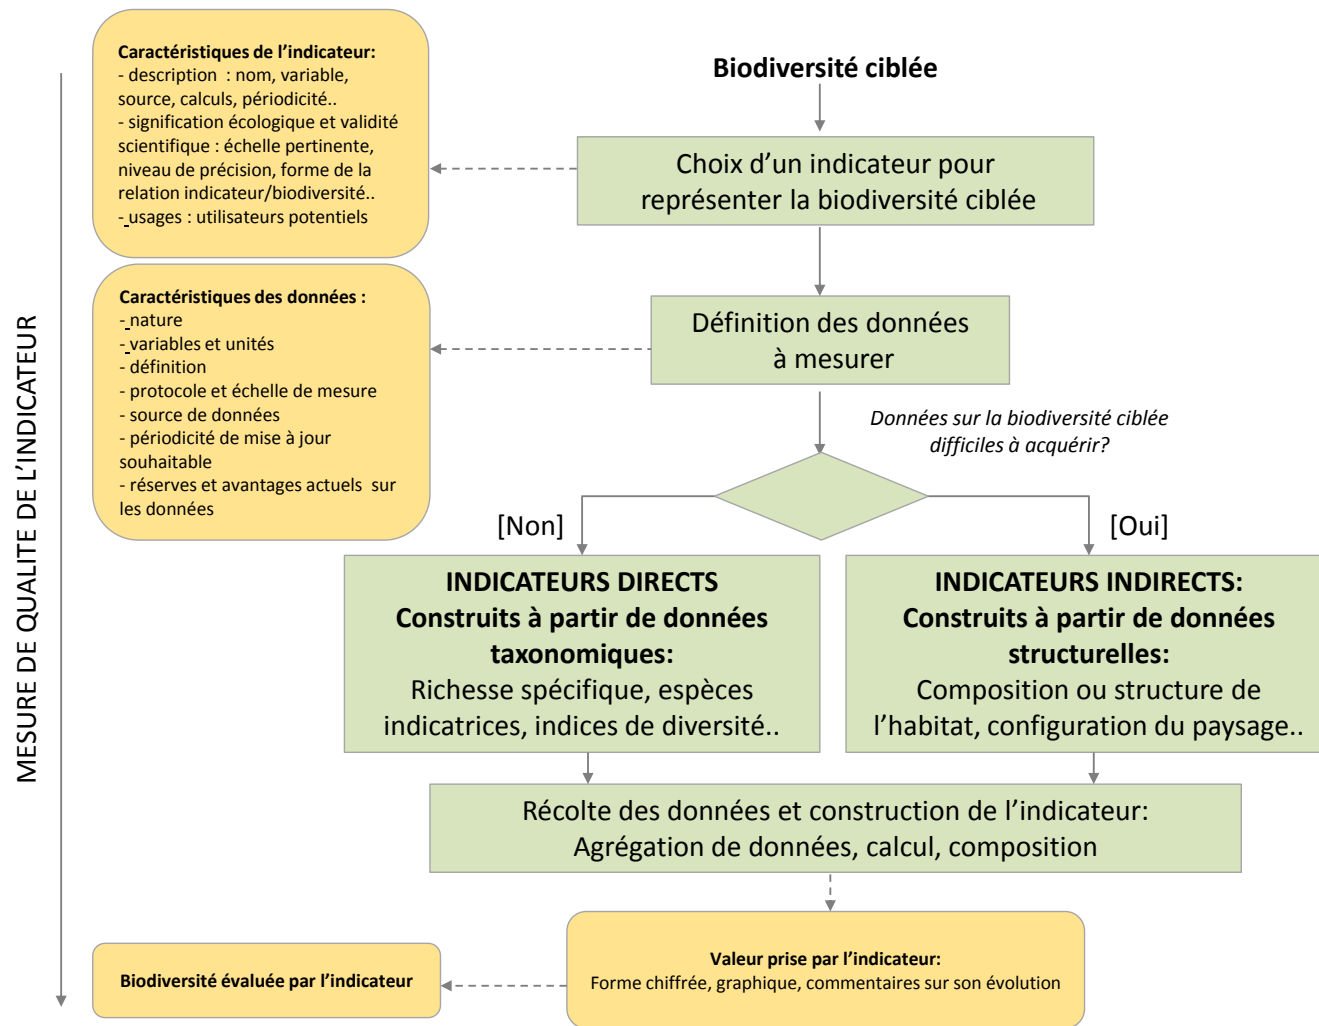 Caractéristiques de l’indicateur:
- description : nom, variable,
source, calculs, périodicité..
- signification écologique et validité
scientifique : échelle pertinente,
niveau de précision, forme de la
relation indicateur/biodiversité..
- usages : utilisateurs potentiels
Biodiversité ciblée
Choix d’un indicateur pour
représenter la biodiversité ciblée
Caractéristiques des données :
- nature
- variables et unités
- définition
- protocole et échelle de mesure
- source de données
- périodicité de mise à jour
souhaitable
- réserves et avantages actuels sur
les données
Définition des données
à mesurer
Données sur la biodiversité ciblée
difficiles à acquérir?
[Non]
[Oui]
MESURE DE QUALITE DE L’INDICATEUR
INDICATEURS DIRECTS
Construits à partir de données
taxonomiques:
Richesse spécifique, espèces
indicatrices, indices de diversité..
INDICATEURS INDIRECTS:
Construits à partir de données
structurelles:
Composition ou structure de
l’habitat, configuration du paysage..
Récolte des données et construction de l’indicateur:
Agrégation de données, calcul, composition
Valeur prise par l’indicateur:
Forme chiffrée, graphique, commentaires sur son évolution
Biodiversité évaluée par l’indicateur